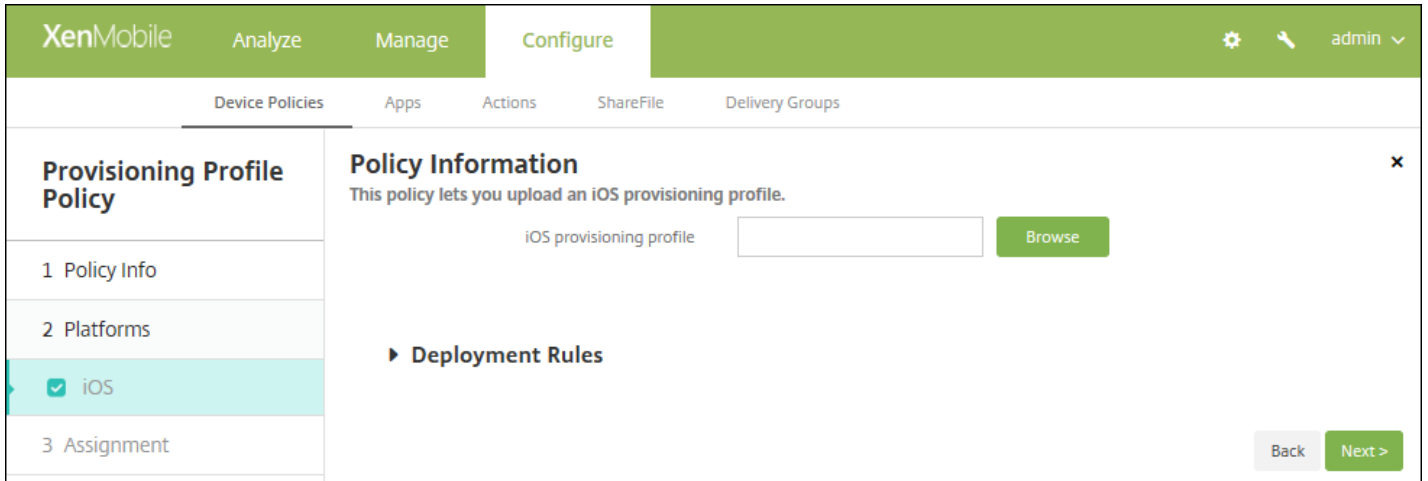 XenMobile Analyze Manage Configure admin
Device Policies Apps Actions ShareFile Delivery Groups
Provisioning Profile
Policy
1 Policy Info
2 Platforms
iOS
3 Assignment
Policy Information
This policy lets you upload an iOS provisioning profile.
iOS provisioning profile Browse
Deployment Rules
Back Next >